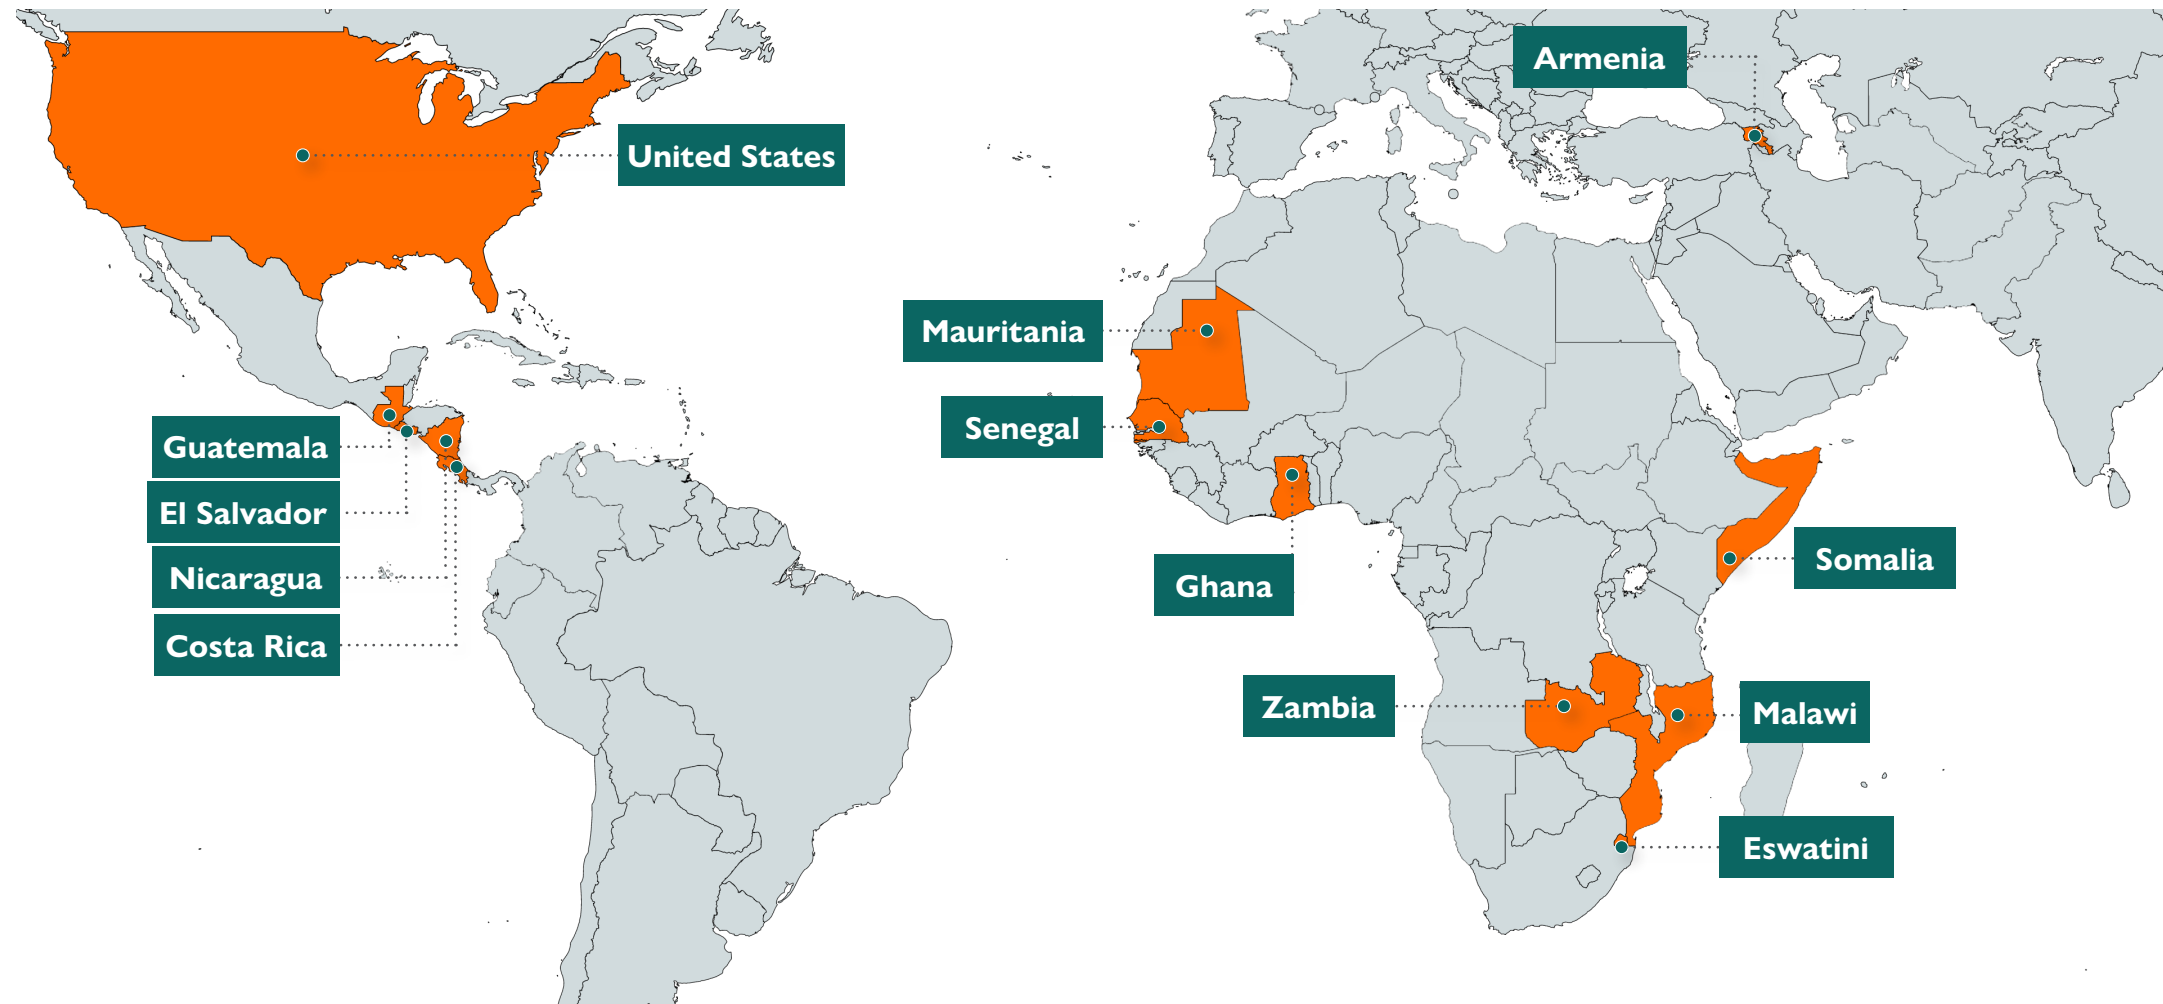 Armenia
United States
Mauritania
Senegal
Guatemala
El Salvador
Nicaragua
Costa Rica
Ghana
Somalia
Zambia
Malawi
Eswatini